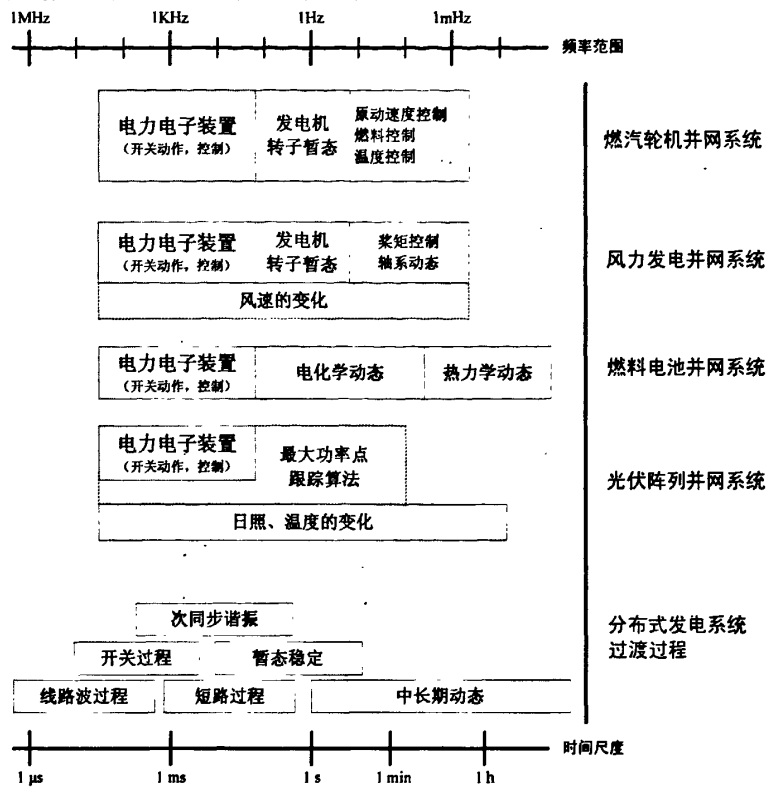 1MHz 1KHz 1Hz 1mHz
频率范围
电力电子装置
（开关动作，控制）
发电机
转子暂态
原动速度控制
燃料控制
温度控制
燃汽轮机并网系统
电力电子装置
（开关动作，控制）
发电机
转子暂态
桨矩控制
轴系动态
风速的变化
风力发电并网系统
电力电子装置
（开关动作，控制）
电化学动态
热力学动态
燃料电池并网系统
电力电子装置
（开关动作，控制）
最大功率点
跟踪算法
日照、温度的变化
光伏阵列并网系统
次同步谐振
开关过程
暂态稳定
线路波过程
短路过程
中长期动态
分布式发电系统
过渡过程
时间尺度
1 μs 1 ms 1 s 1 min 1 h